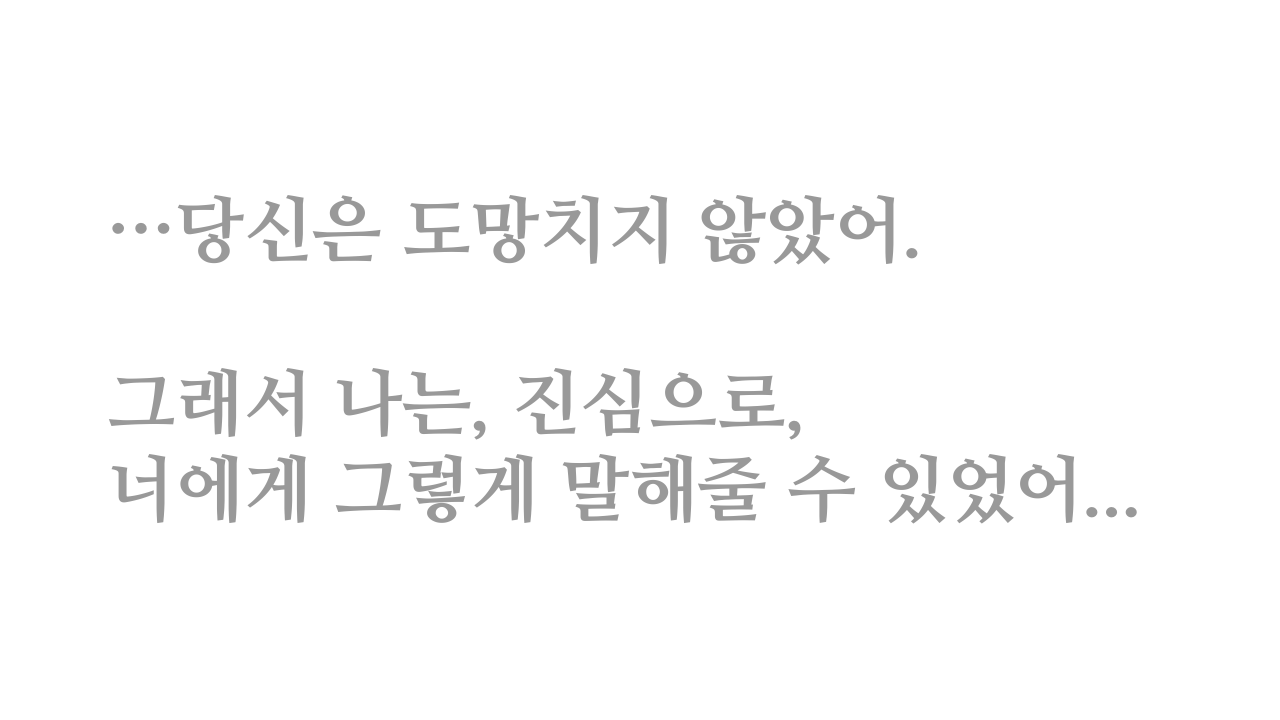 …당신은 도망치지 않았어.
그래서 나는, 진심으로,
너에게 그렇게 말해줄 수 있었어...